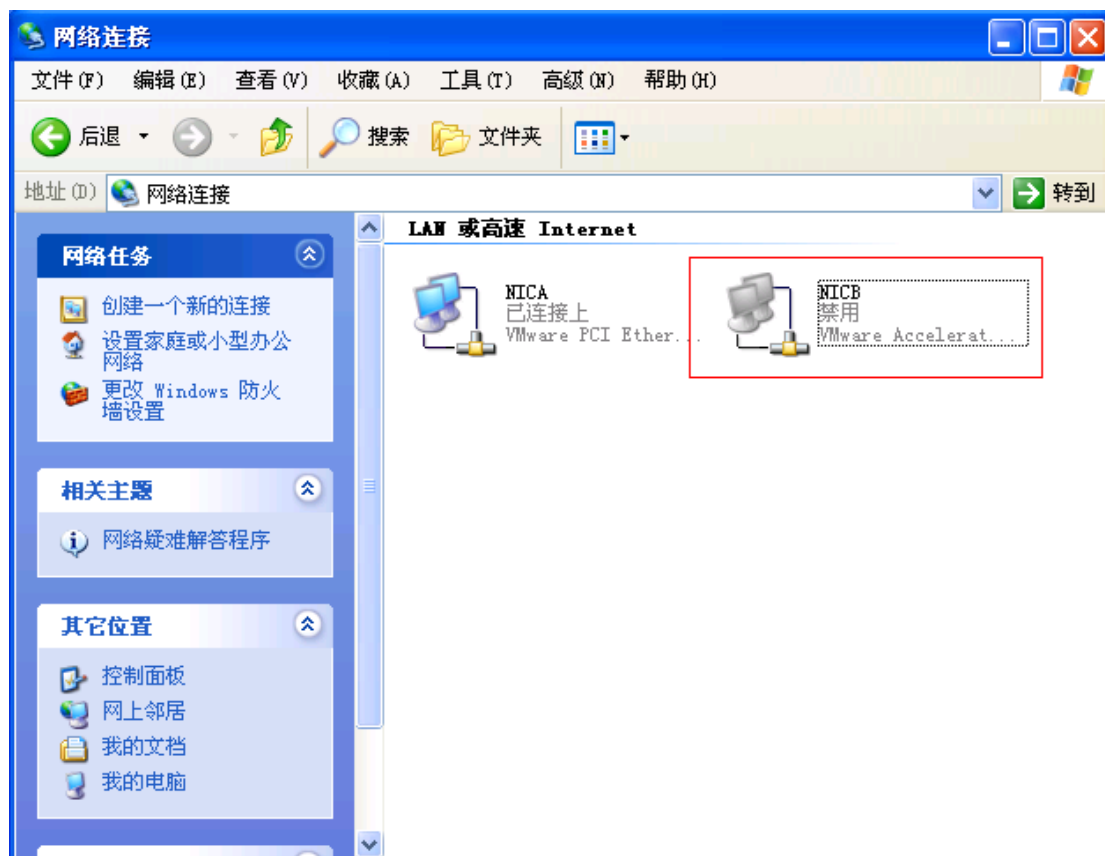 网络连接
文件(F) 编辑(E) 查看(V) 收藏(A) 工具(T) 高级(N) 帮助(H)
后退 搜索 文件夹
地址(D) 网络连接 转到
网络任务
创建一个新的连接
设置家庭或小型办公
网络
更改 Windows 防火
墙设置
相关主题
网络疑难解答程序
其它位置
控制面板
网上邻居
我的文档
我的电脑
LAN 或高速 Internet
NICA
已连接上
VMware PCI Ether...
NICB
禁用
VMware Accelerat...